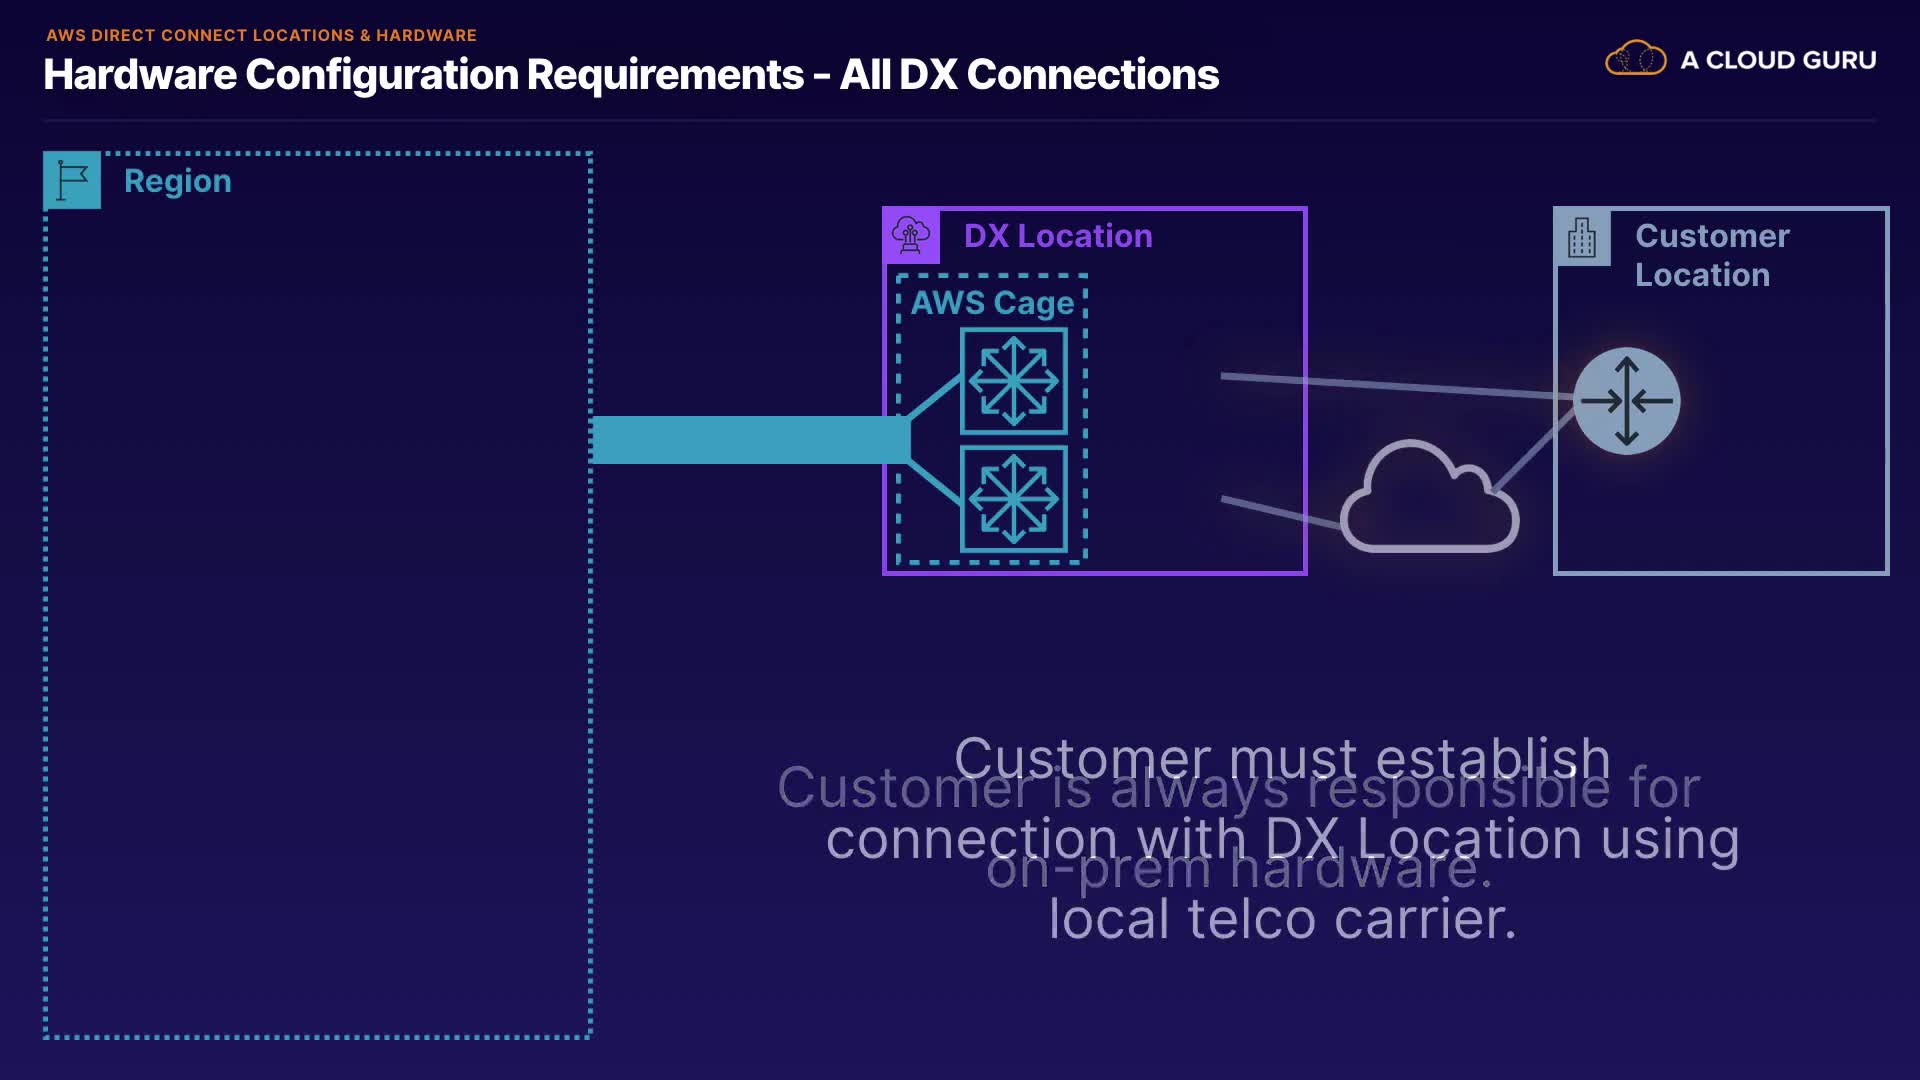 AWS DIRECT CONNECT LOCATIONS & HARDWARE
Hardware Configuration Requirements – All DX Connections
A CLOUD GURU
Region
DX Location
AWS Cage
Customer
Location
Customer must establish
connection with DX Location using
local telco carrier.
Customer is always responsible for
on-prem hardware.